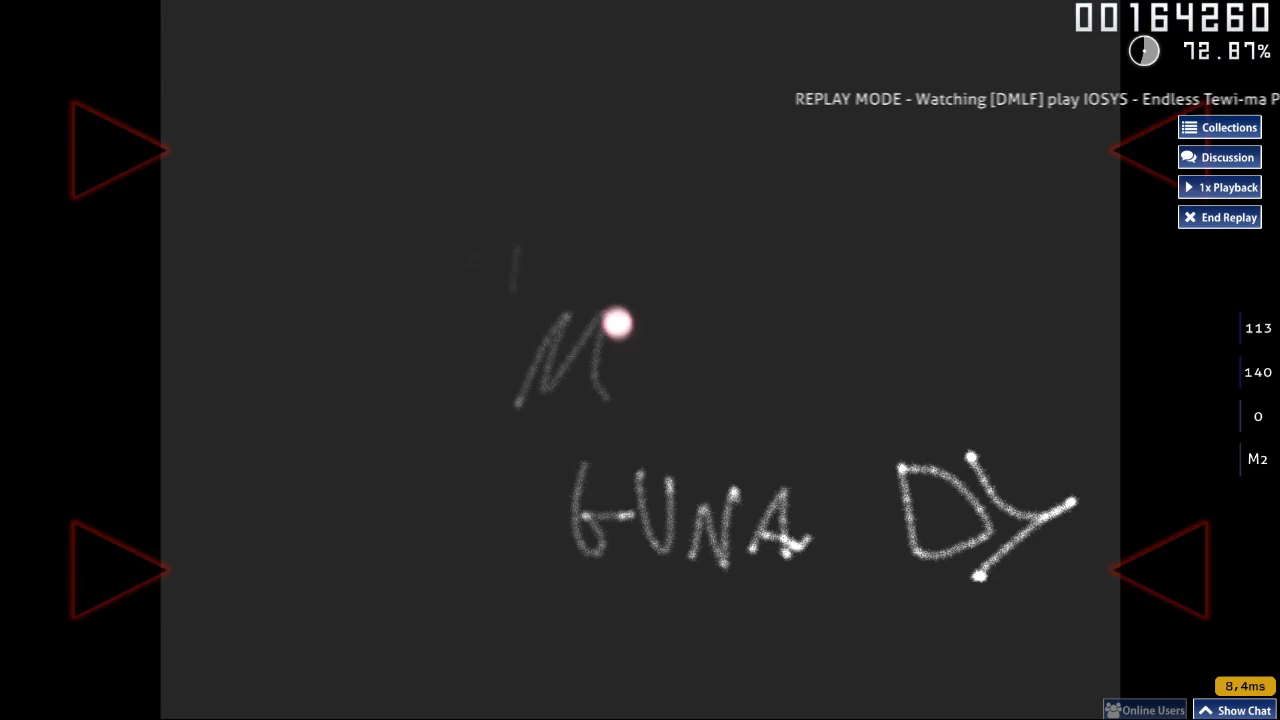 00164260
72.87%
REPLAY MODE - Watching [DMLF] play IOSYS - Endless Tewi-ma P
Collections
Discussion
1x Playback
End Replay
I
M
113
140
0
M2
GUNA DY
8,4ms
Online Users
Show Chat